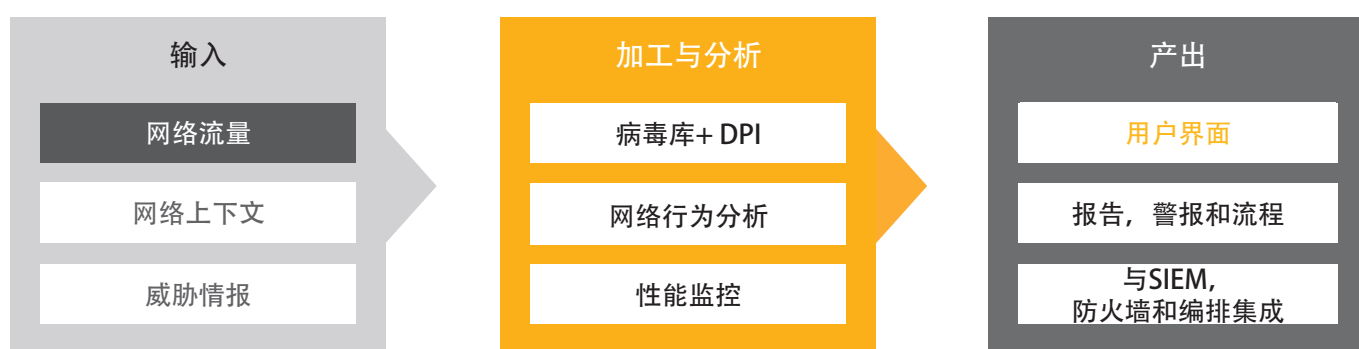 输入
网络流量
网络上下文
威胁情报
加工与分析
病毒库+ DPI
网络行为分析
性能监控
产出
用户界面
报告，警报和流程
与SIEM,
防火墙和编排集成